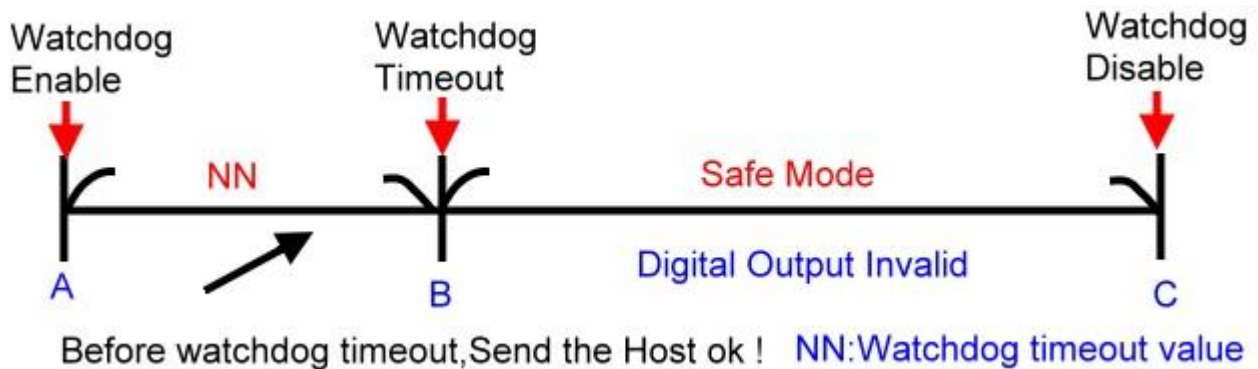 Watchdog
Enable
Watchdog
Timeout
Watchdog
Disable
NN
Safe Mode
Digital Output Invalid
A
B
C
Before watchdog timeout,Send the Host ok !
NN:Watchdog timeout value